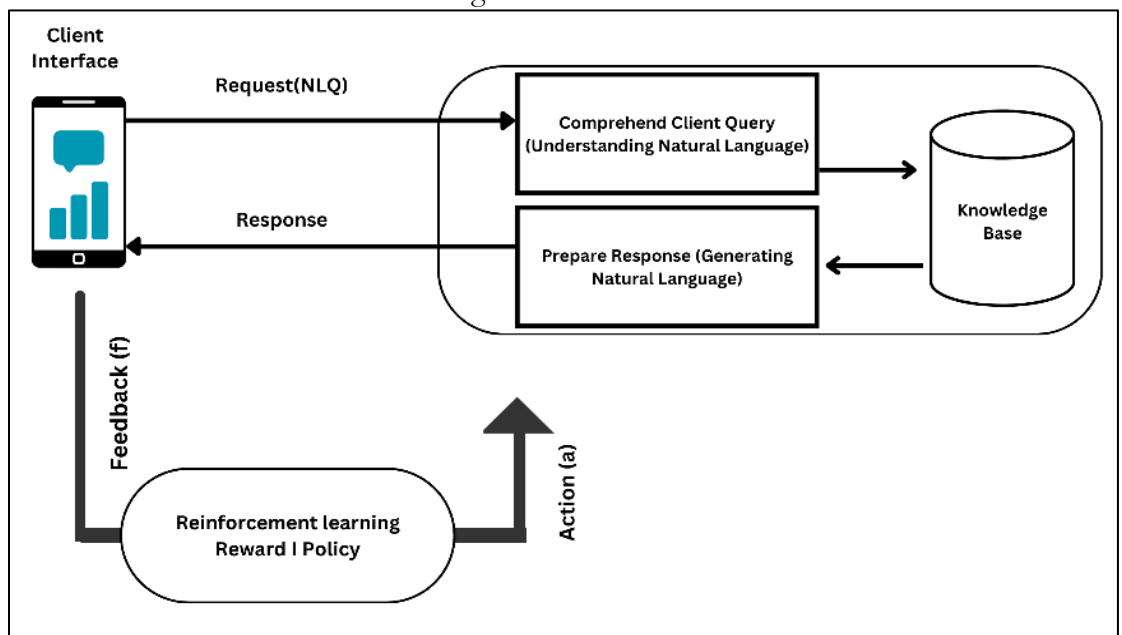 Client
Interface
Request(NLQ)
Comprehend Client Query
(Understanding Natural Language)
Response
Prepare Response (Generating
Natural Language)
Knowledge
Base
Feedback (f)
Action (a)
Reinforcement learning
Reward I Policy